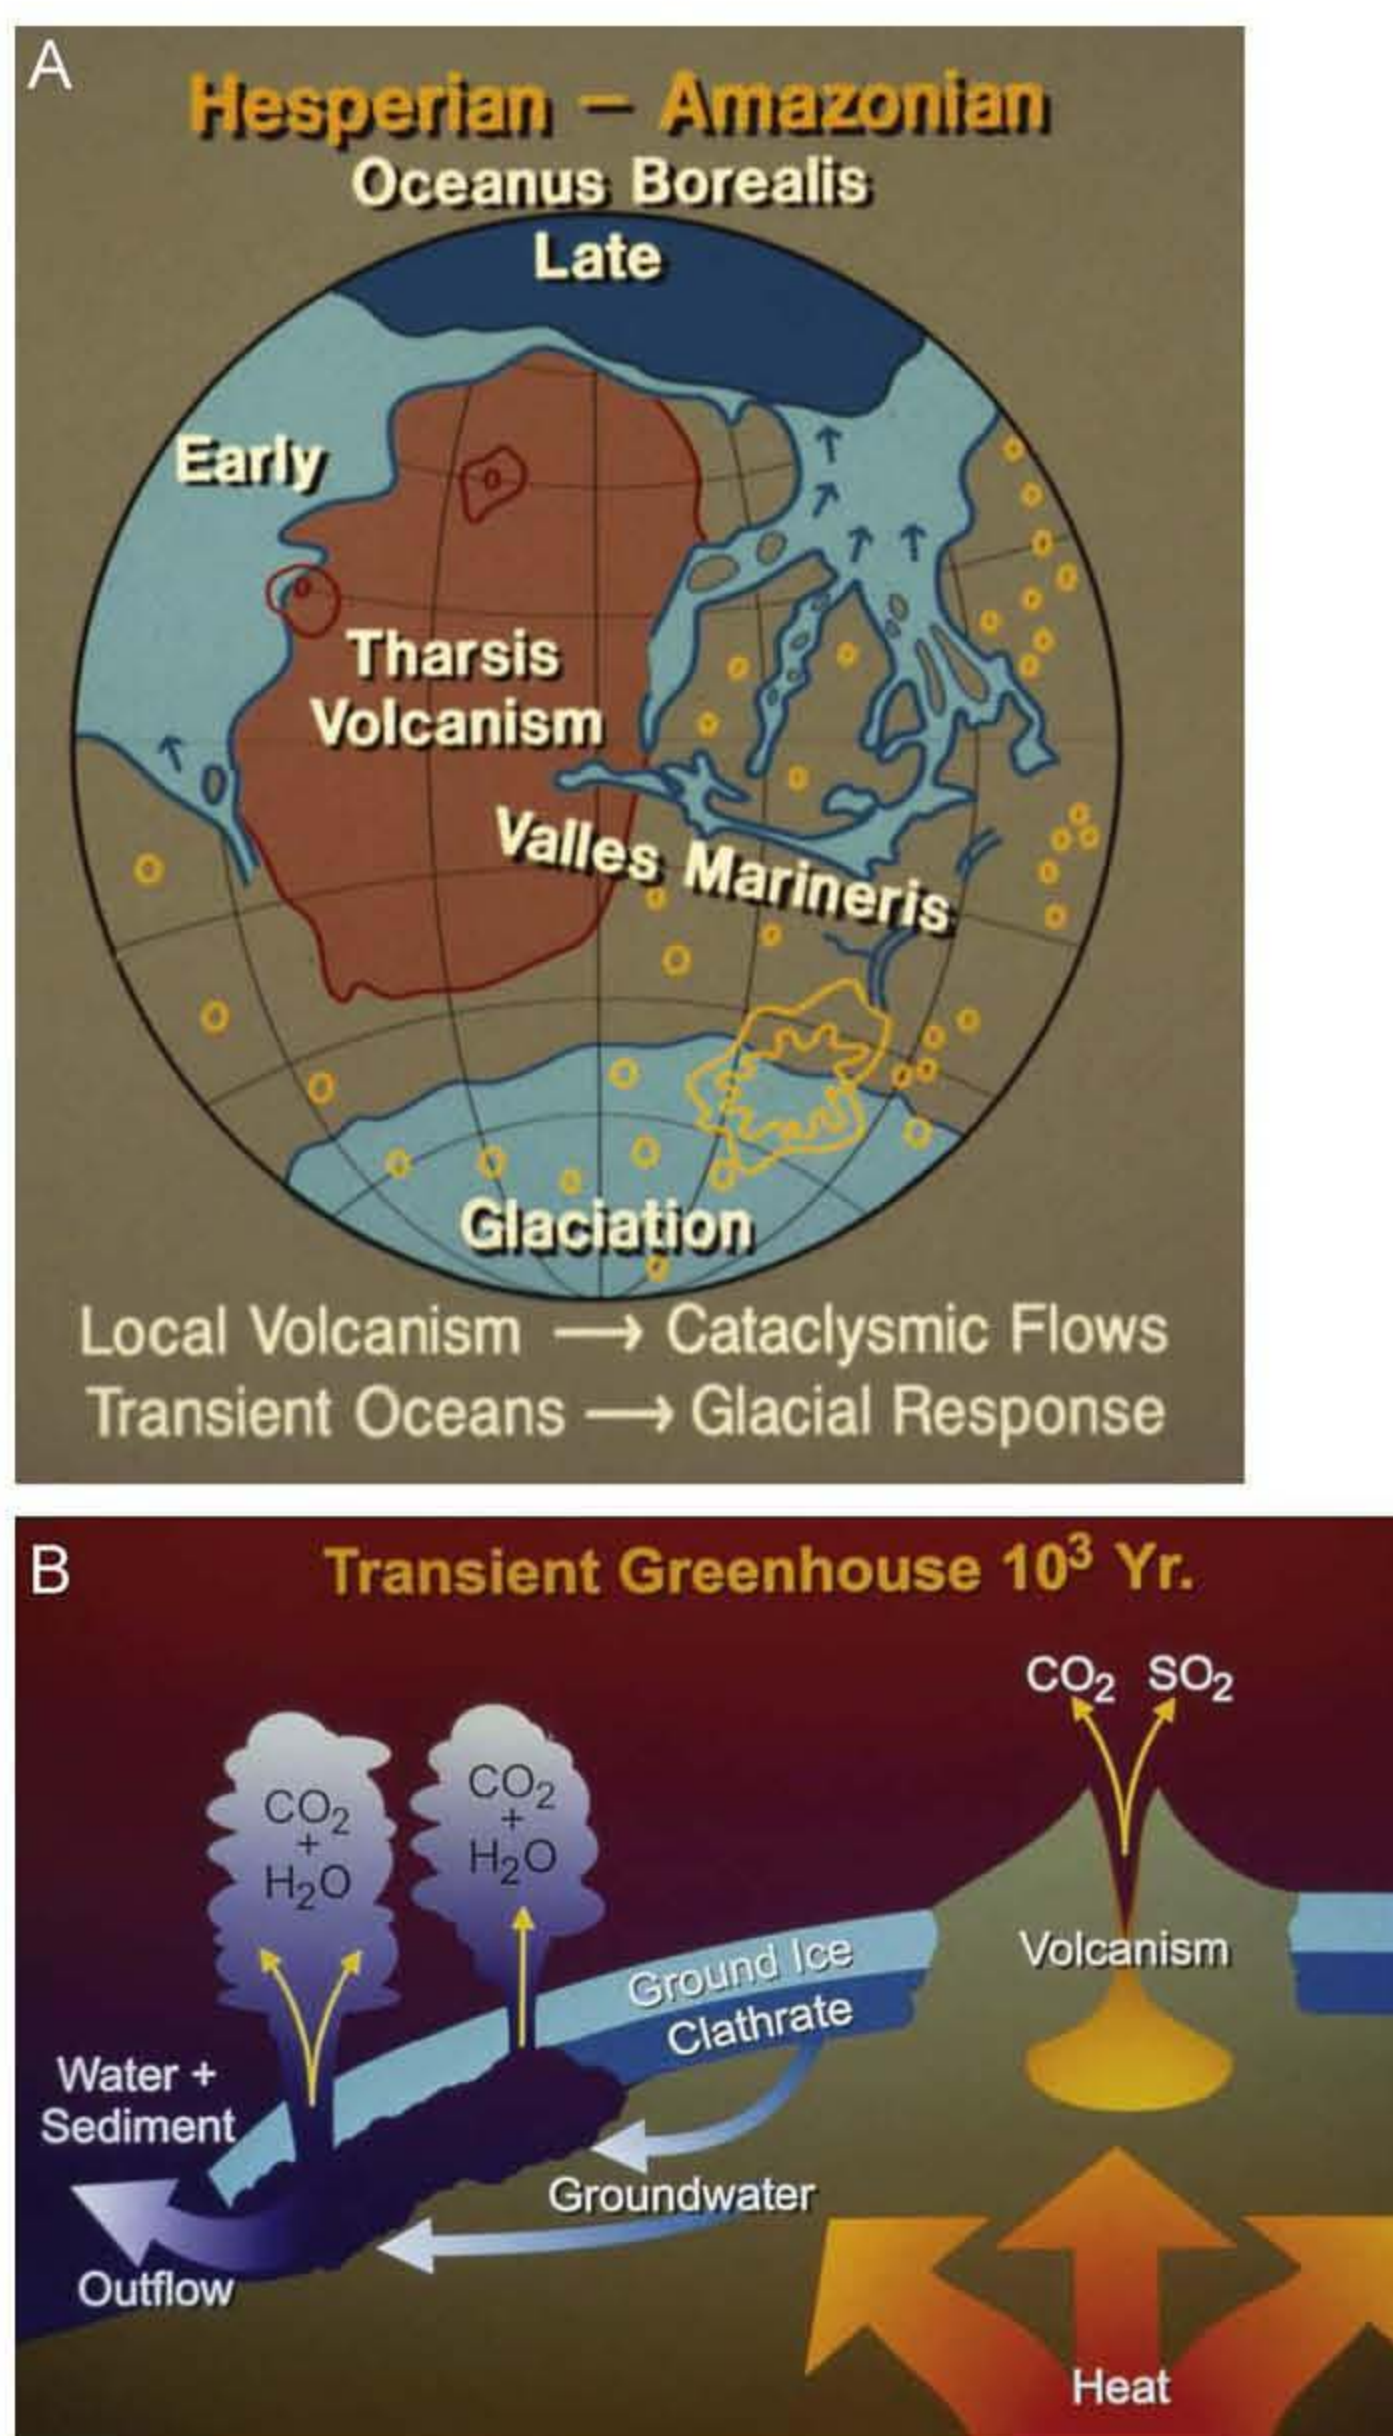 A
Hesperian – Amazonian
Oceanus Borealis
Late
Early
Tharsis
Volcanism
Valles Marineris
Glaciation
Local Volcanism → Cataclysmic Flows
Transient Oceans → Glacial Response
B
Transient Greenhouse 10³ Yr.
CO₂ SO₂
CO₂
+
H₂O
CO₂
+
H₂O
Ground Ice
Clathrate
Volcanism
Water +
Sediment
Groundwater
Outflow
Heat